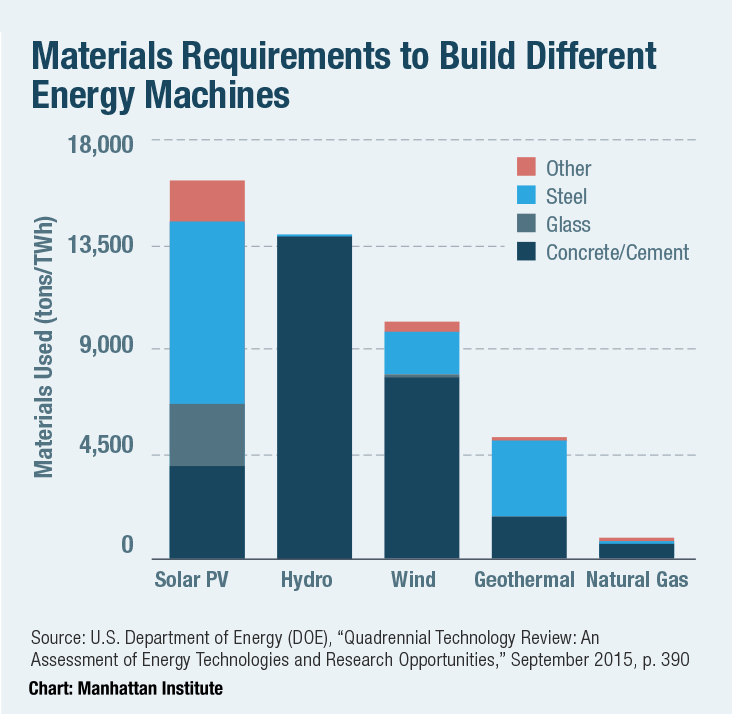 Materials Requirements to Build Different
Energy Machines
18,000
13,500
9,000
4,500
0
Materials Used (tons/TWh)
Other
Steel
Glass
Concrete/Cement
Solar PV Hydro Wind Geothermal Natural Gas
Source: U.S. Department of Energy (DOE), “Quadrennial Technology Review: An
Assessment of Energy Technologies and Research Opportunities,” September 2015, p. 390
Chart: Manhattan Institute